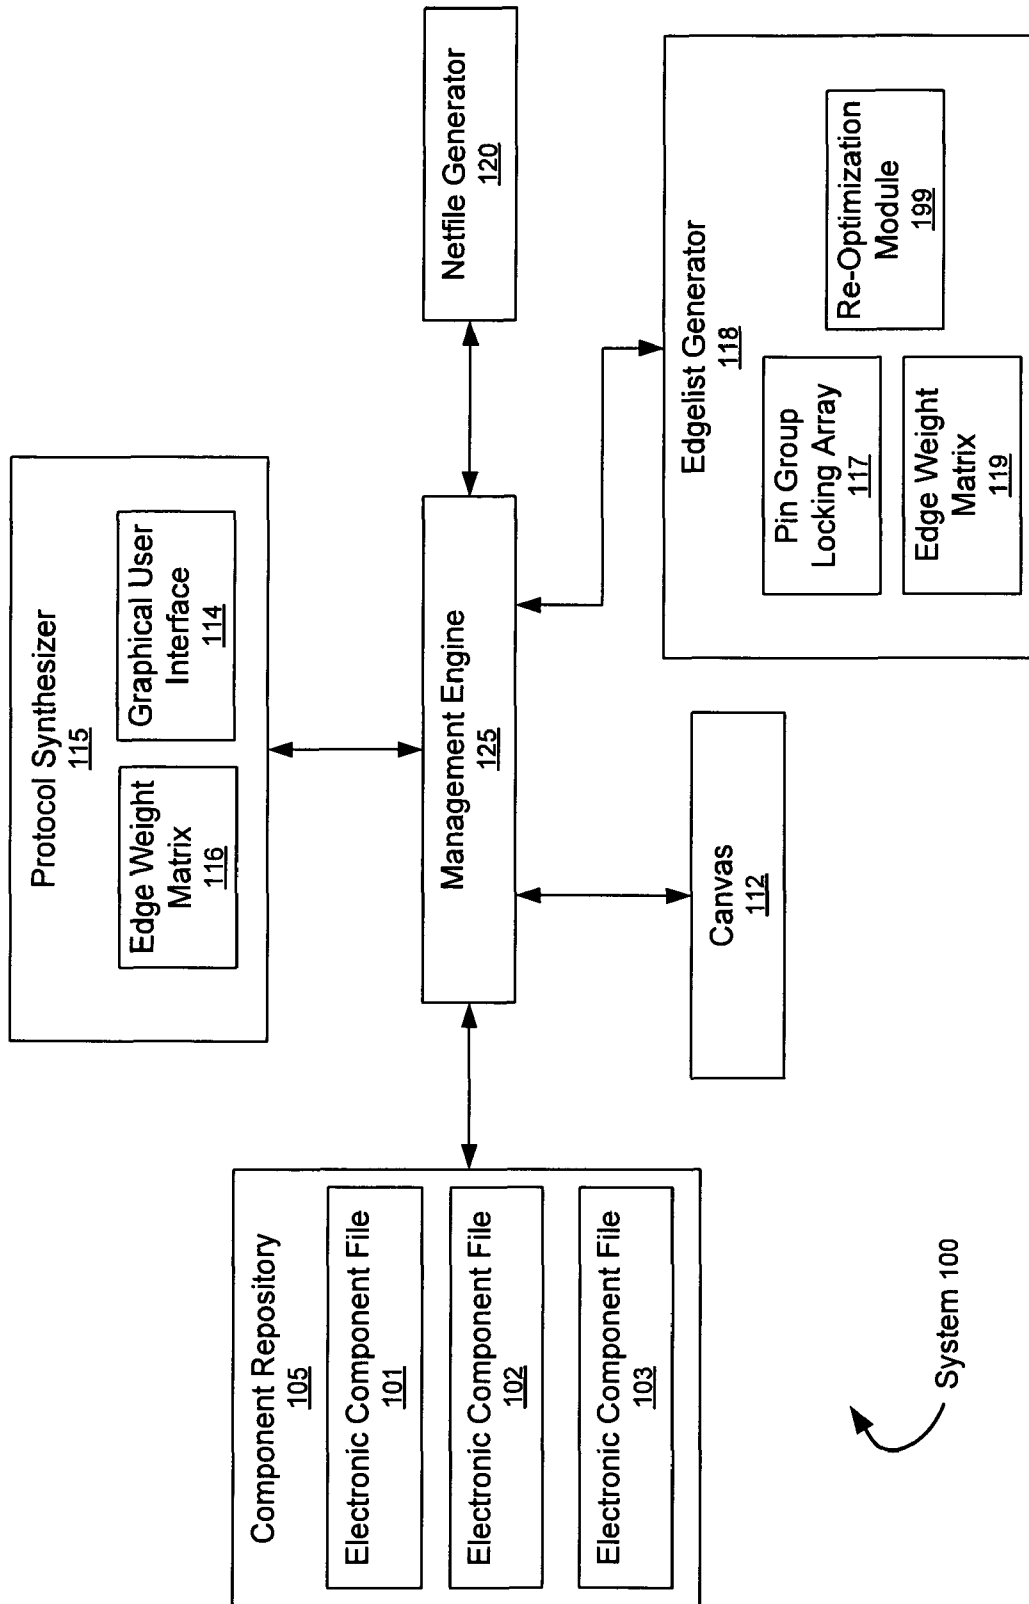 Component Repository
105
Electronic Component File
101
Electronic Component File
102
Electronic Component File
103
Protocol Synthesizer
115
Edge Weight
Matrix
116
Graphical User
Interface
114
Management Engine
125
Netfile Generator
120
Canvas
112
Edgelist Generator
118
Pin Group
Locking Array
117
Edge Weight
Matrix
119
Re-Optimization
Module
199
System 100